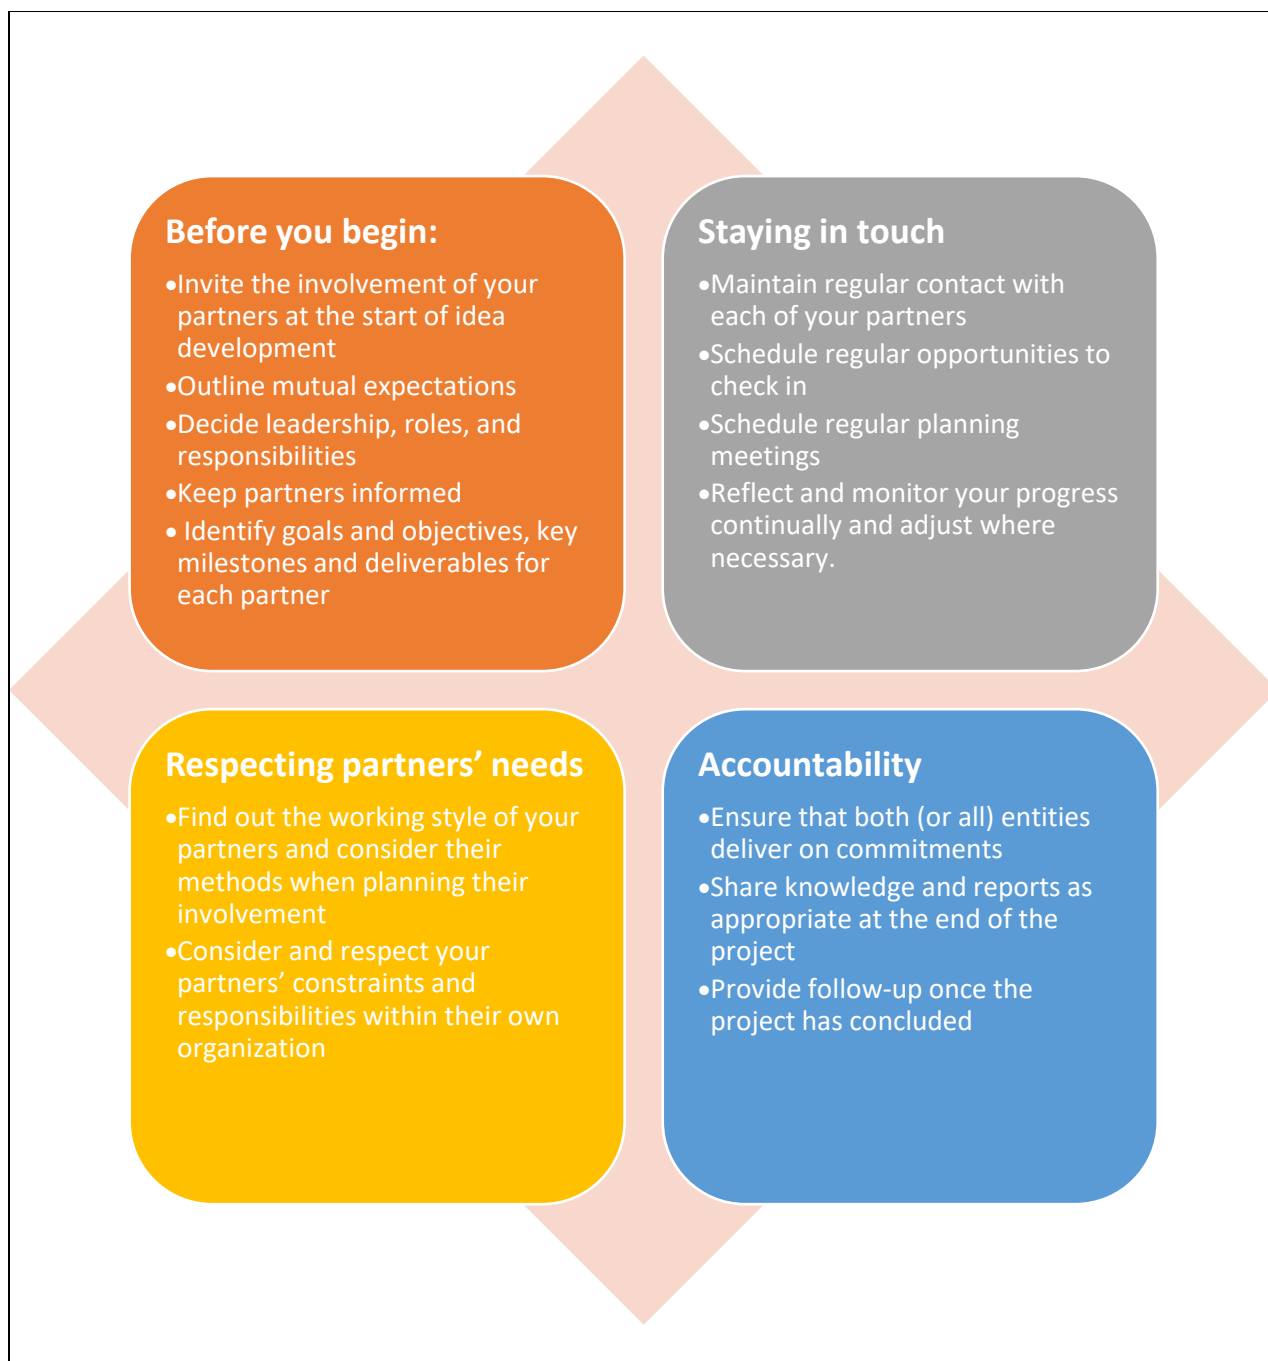 Before you begin:
•Invite the involvement of your
partners at the start of idea
development
•Outline mutual expectations
•Decide leadership, roles, and
responsibilities
•Keep partners informed
• Identify goals and objectives, key
milestones and deliverables for
each partner
Staying in touch
•Maintain regular contact with
each of your partners
•Schedule regular opportunities to
check in
•Schedule regular planning
meetings
•Reflect and monitor your progress
continually and adjust where
necessary.
Respecting partners’ needs
•Find out the working style of your
partners and consider their
methods when planning their
involvement
•Consider and respect your
partners’ constraints and
responsibilities within their own
organization
Accountability
•Ensure that both (or all) entities
deliver on commitments
•Share knowledge and reports as
appropriate at the end of the
project
•Provide follow-up once the
project has concluded